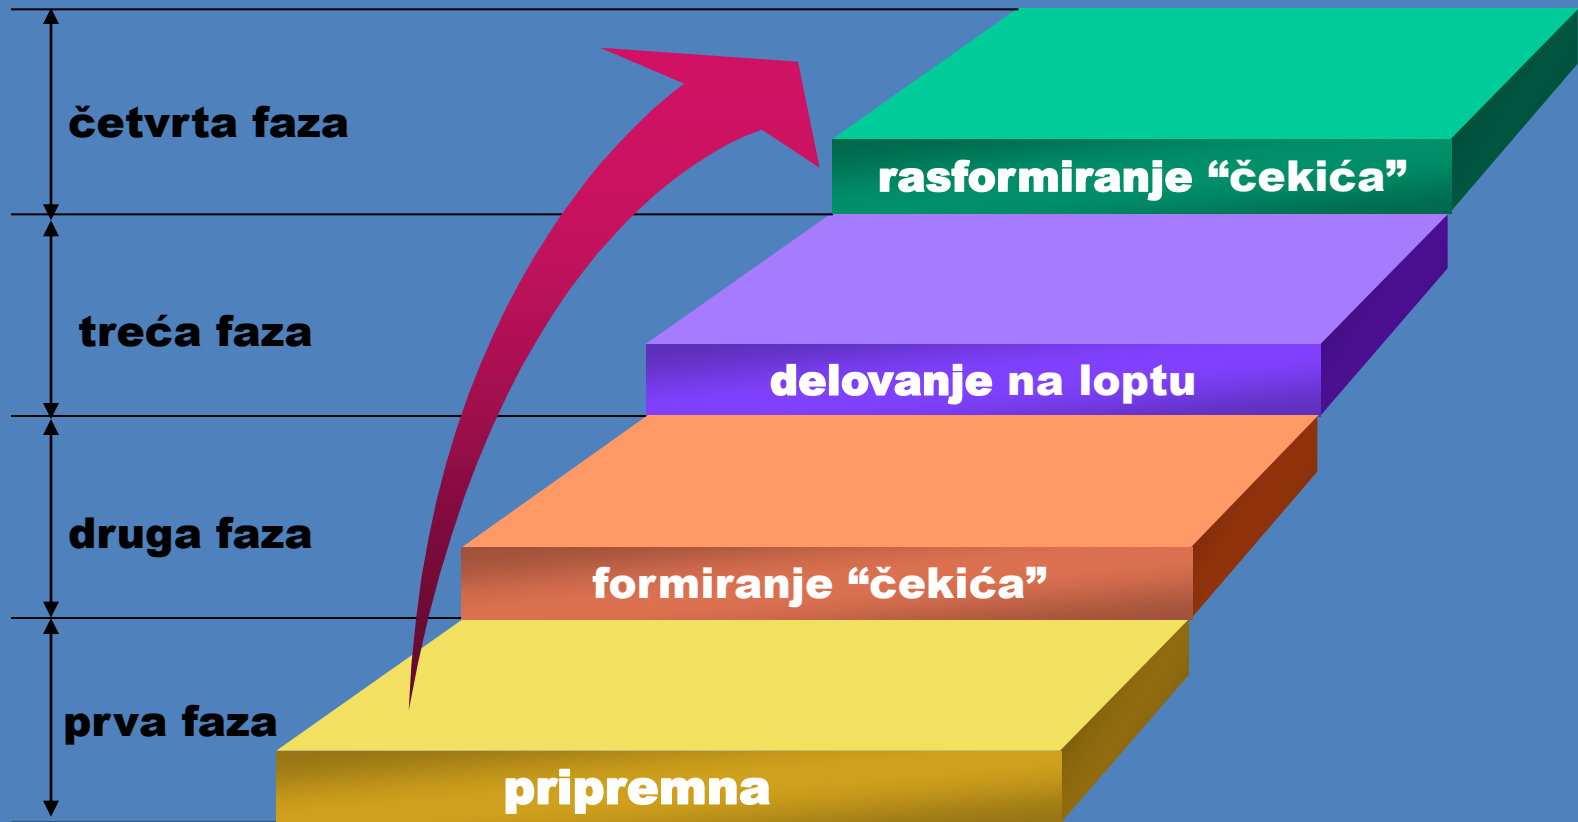 četvrta faza
rasformiranje “čekića”
treća faza
delovanje na loptu
druga faza
formiranje “čekića”
prva faza
pripremna